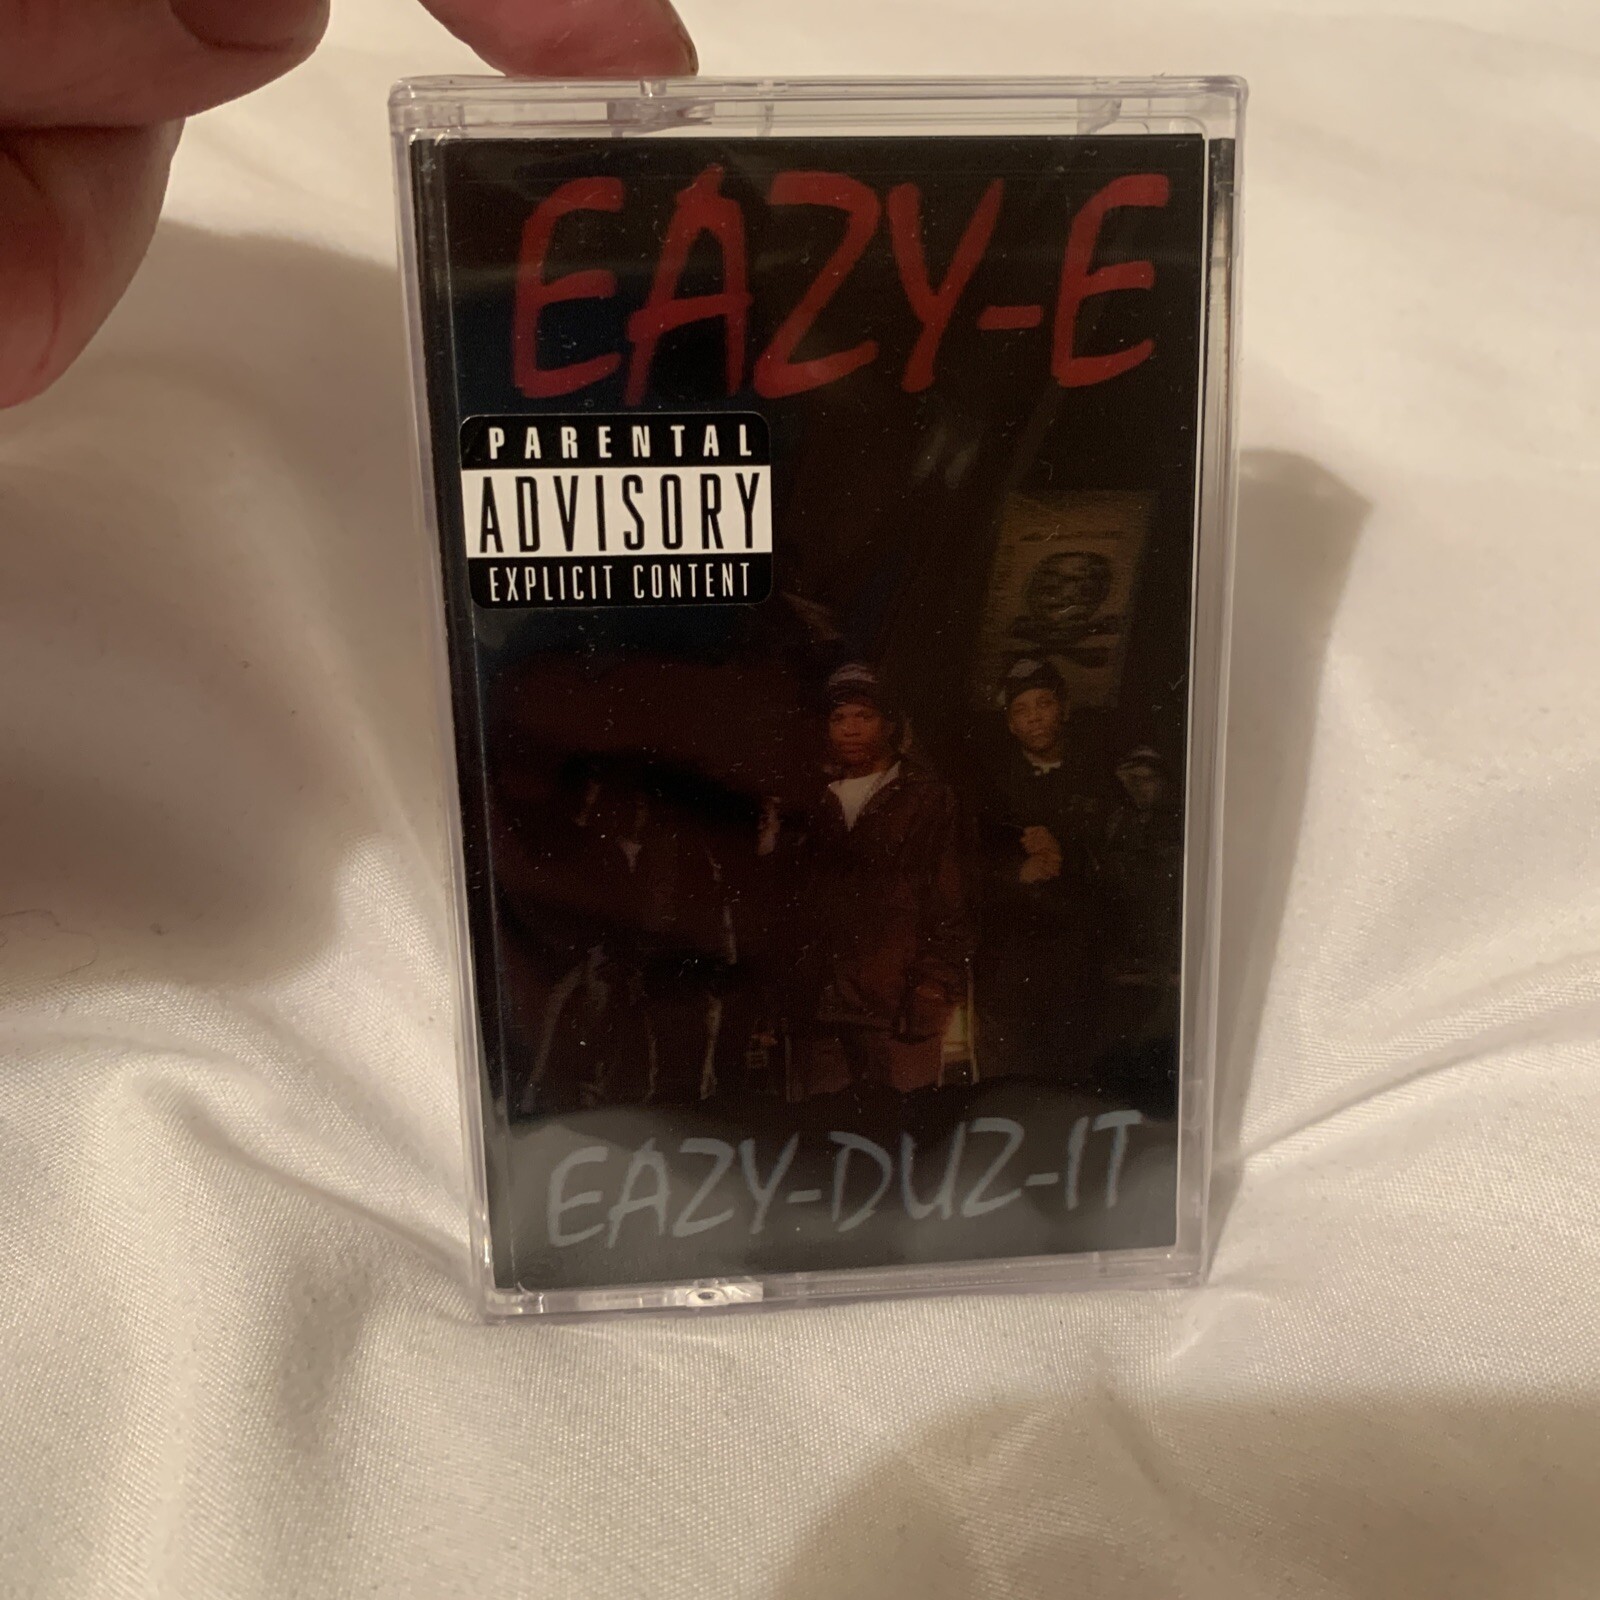 EAZY-E
PARENTAL
ADVISORY
EXPLICIT CONTENT
EAZY-DUZ-IT